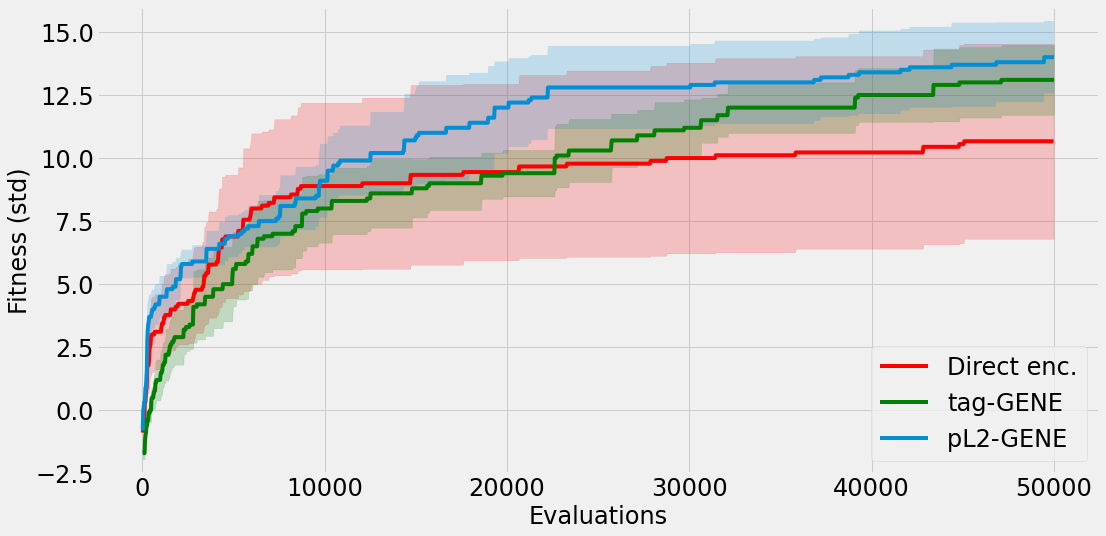 15.0
12.5
10.0
7.5
5.0
2.5
0.0
−2.5
Fitness (std)
Direct enc.
tag-GENE
pL2-GENE
0 10000 20000 30000 40000 50000
Evaluations